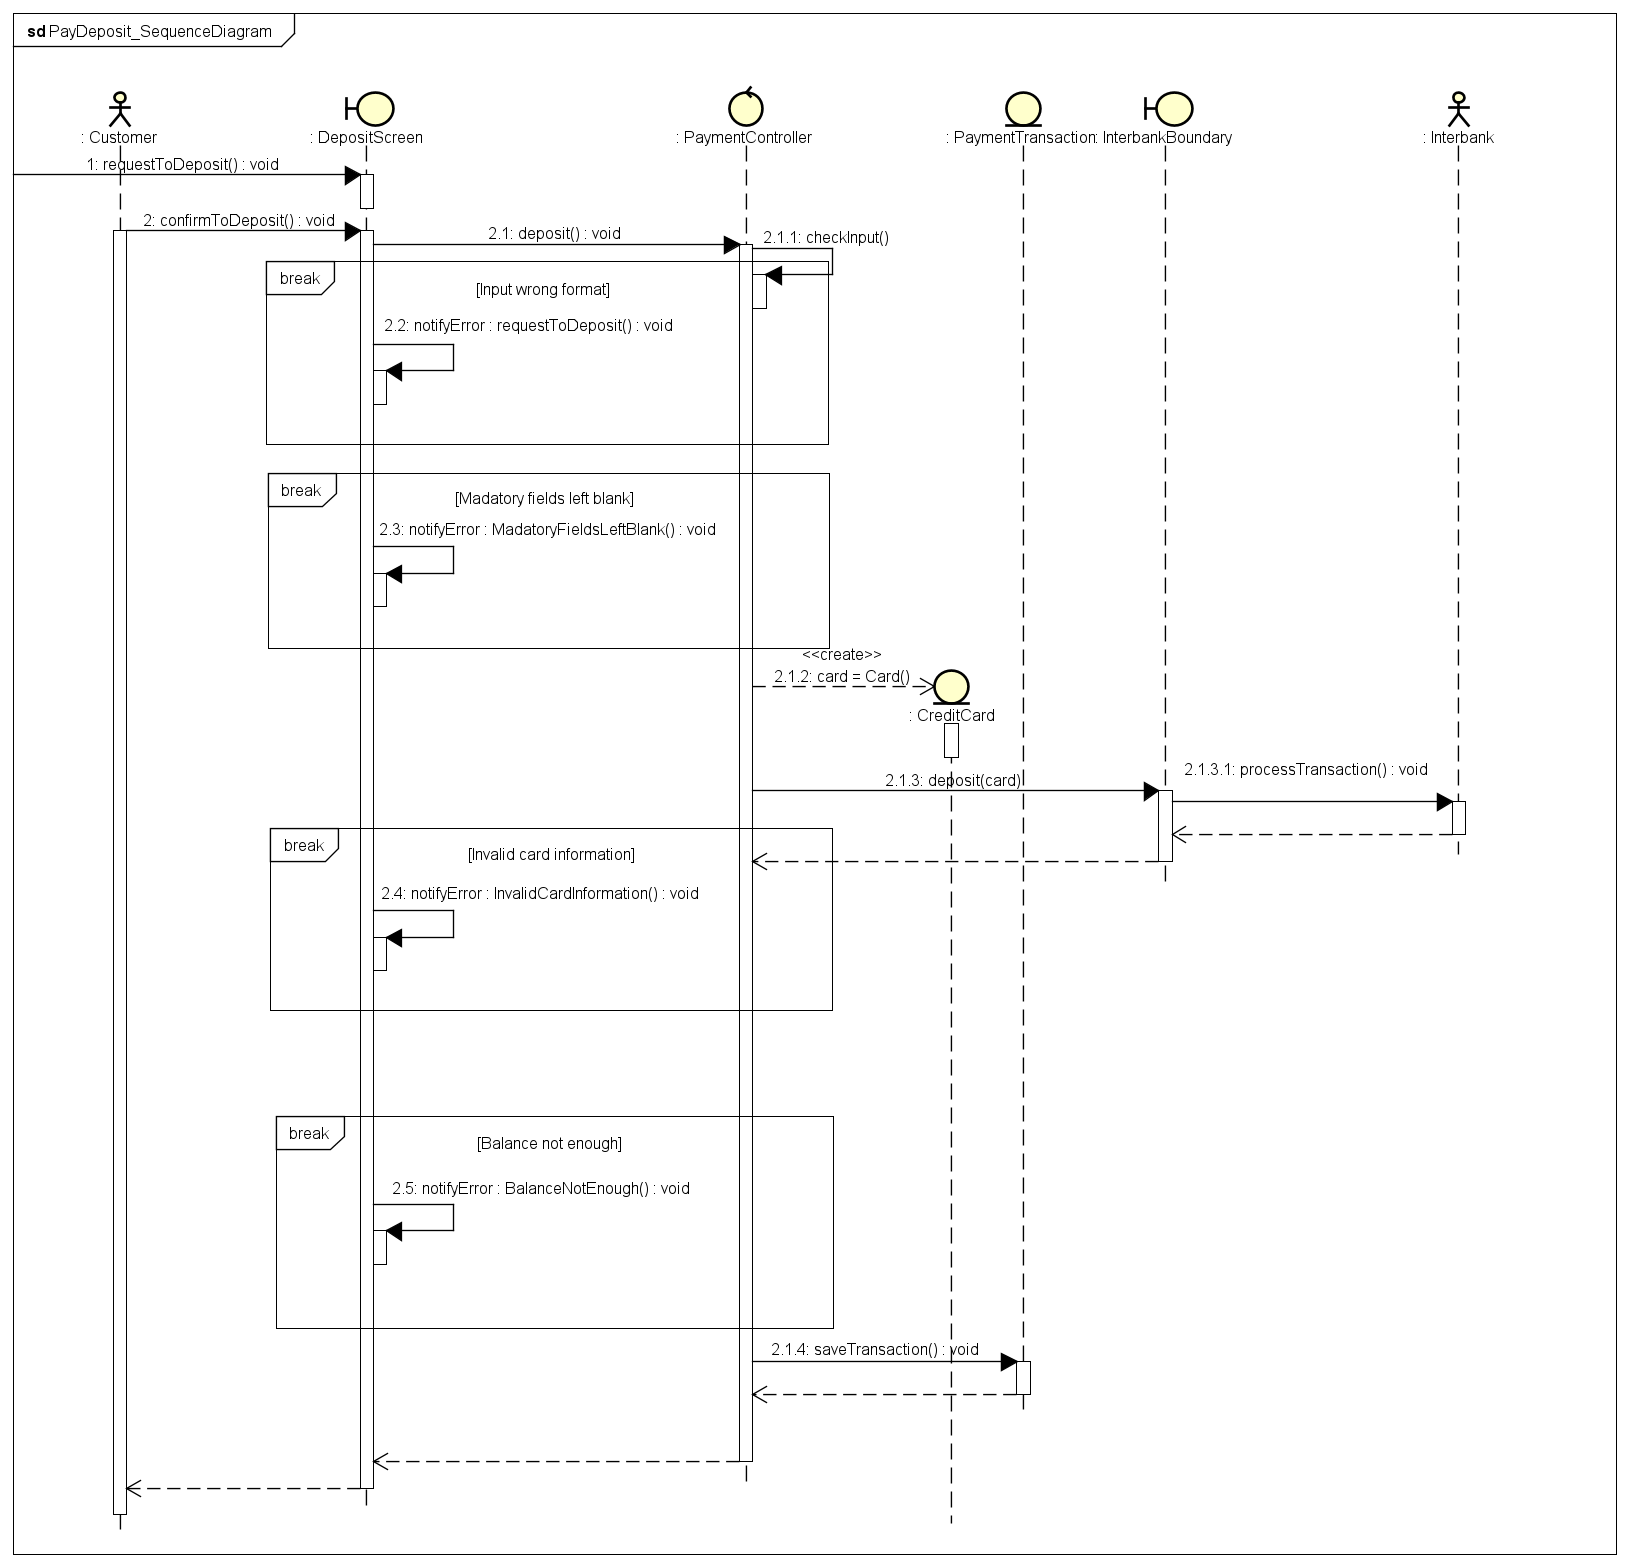 sd PayDeposit_SequenceDiagram
: Customer
: DepositScreen
: PaymentController
: PaymentTransaction
: InterbankBoundary
: Interbank
1: requestToDeposit() : void
2: confirmToDeposit() : void
2.1: deposit() : void
2.1.1: checkInput()
break
[Input wrong format]
2.2: notifyError : requestToDeposit() : void
break
[Madatory fields left blank]
2.3: notifyError : MadatoryFieldsLeftBlank() : void
<<create>>
2.1.2: card = Card()
: CreditCard
2.1.3: deposit(card)
2.1.3.1: processTransaction() : void
break
[Invalid card information]
2.4: notifyError : InvalidCardInformation() : void
break
[Balance not enough]
2.5: notifyError : BalanceNotEnough() : void
2.1.4: saveTransaction() : void